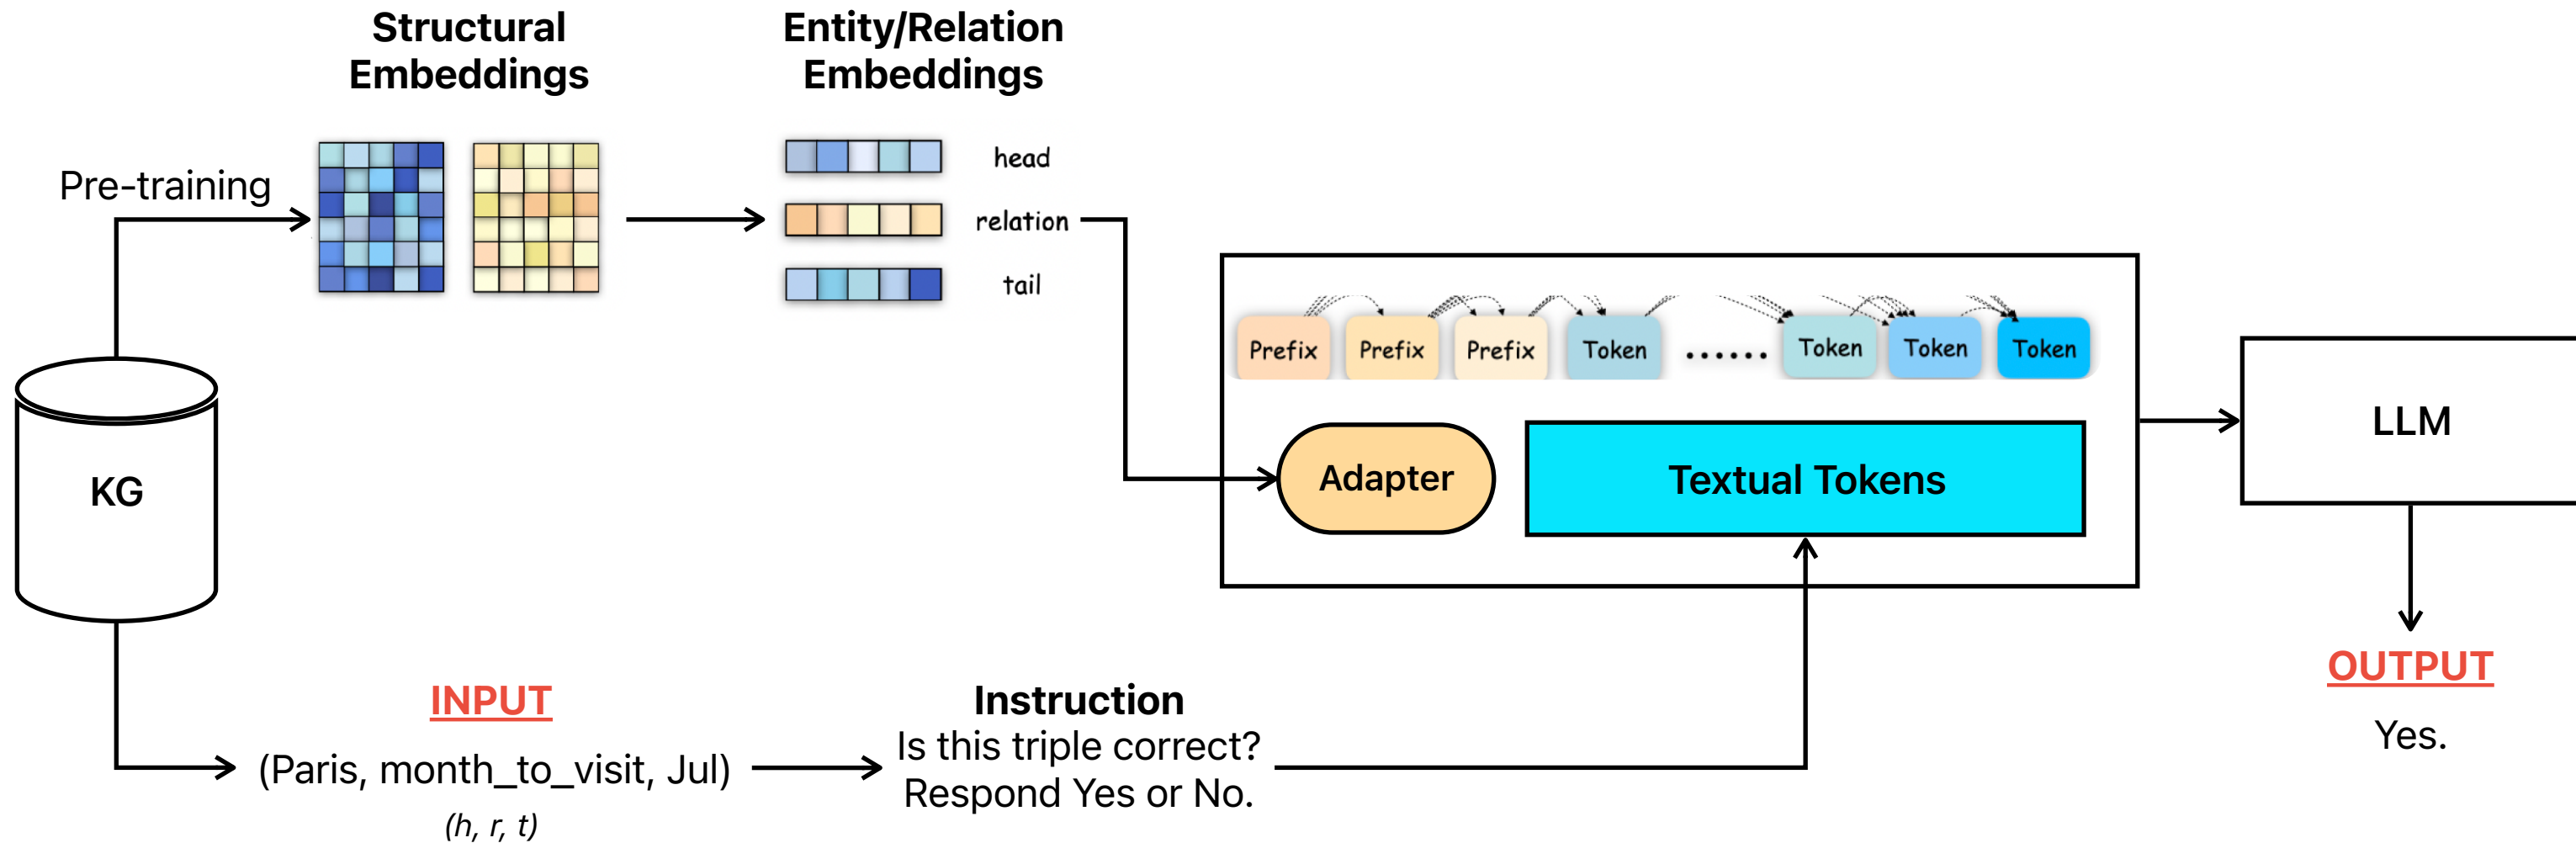 Structural
Embeddings
Entity/Relation
Embeddings
Pre-training
head
relation
tail
Prefix
Prefix
Prefix
Token
......
Token
Token
Token
Adapter
Textual Tokens
LLM
KG
INPUT
(Paris, month_to_visit, Jul)
(h, r, t)
Instruction
Is this triple correct?
Respond Yes or No.
OUTPUT
Yes.